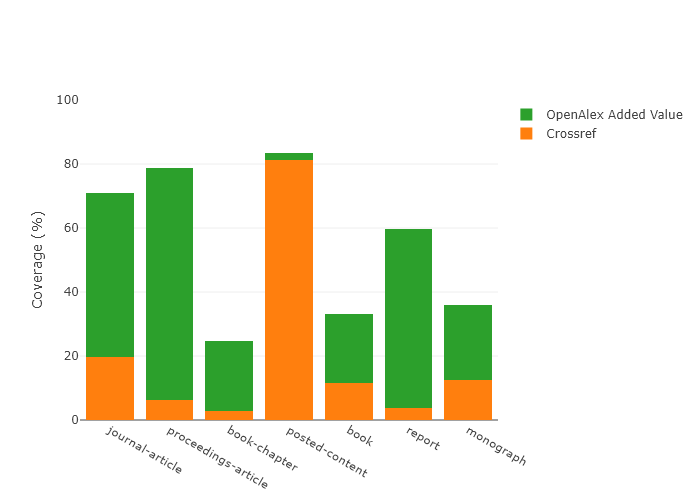 100
80
60
40
20
0
Coverage (%)
journal-article
proceedings-article
book-chapter
posted-content
book
report
monograph
OpenAlex Added Value
Crossref